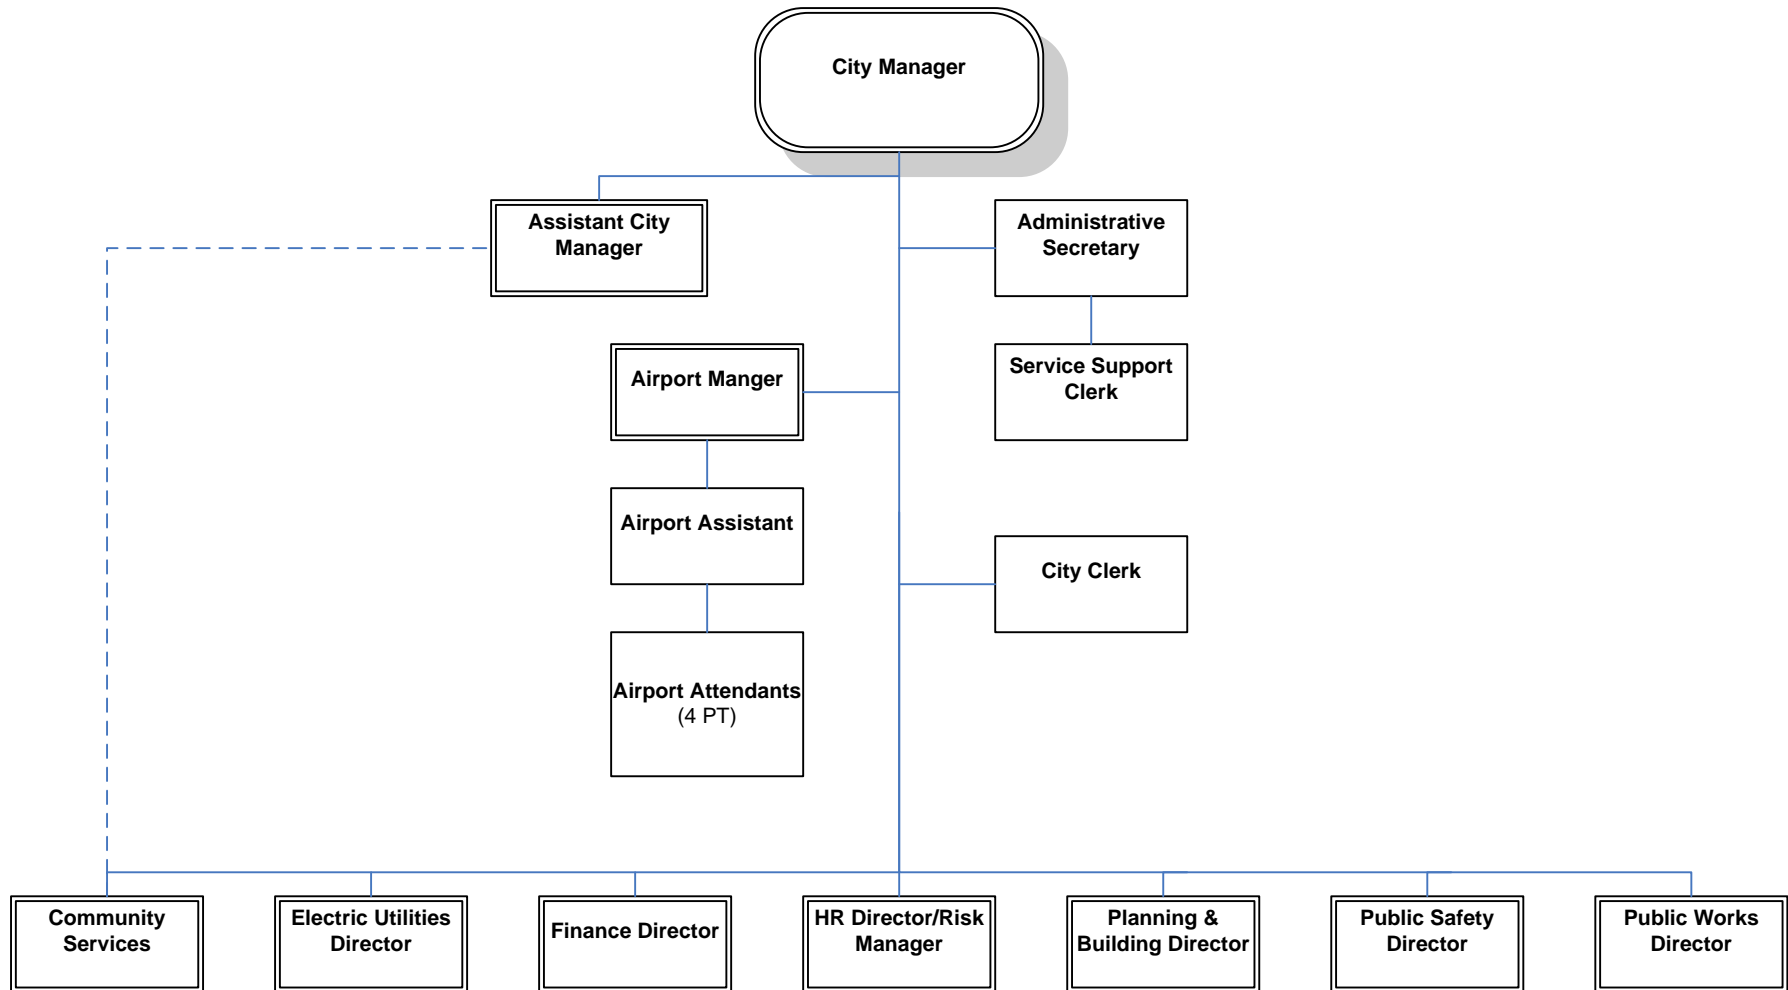 City Manager
Assistant City
Manager
Administrative
Secretary
Airport Manger
Service Support
Clerk
Airport Assistant
City Clerk
Airport Attendants
(4 PT)
Community
Services
Electric Utilities
Director
Finance Director
HR Director/Risk
Manager
Planning &
Building Director
Public Safety
Director
Public Works
Director